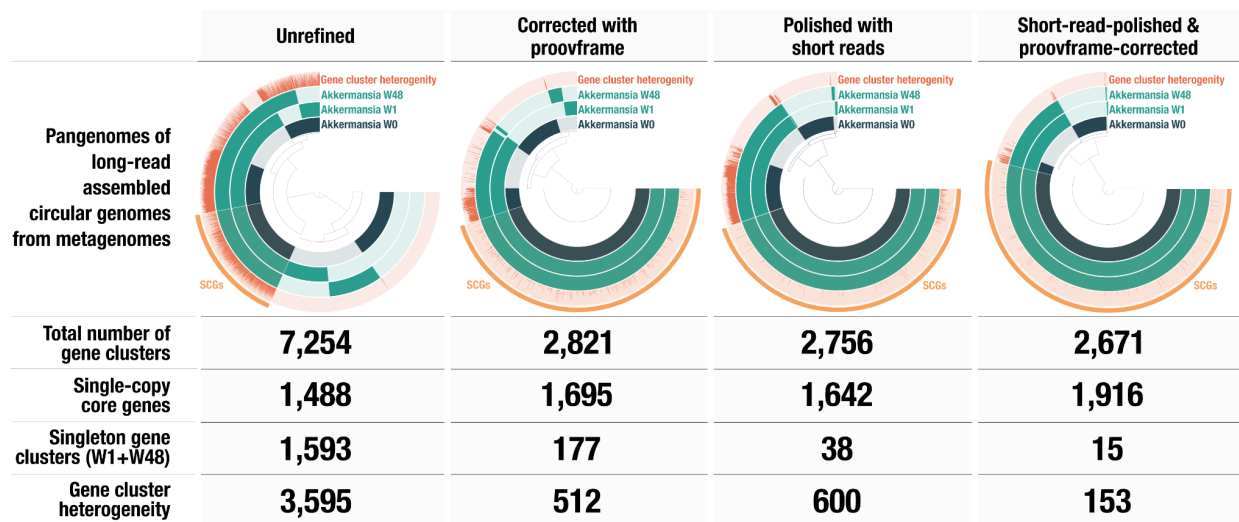 Unrefined
Corrected with
proovframe
Polished with
short reads
Short-read-polished &
proovframe-corrected
Pangenomes of
long-read
assembled
circular genomes
from metagenomes
Gene cluster heterogenity
Akkermansia W48
Akkermansia W1
Akkermansia W0
SCGs
Gene cluster heterogenity
Akkermansia W48
Akkermansia W1
Akkermansia W0
SCGs
Gene cluster heterogenity
Akkermansia W48
Akkermansia W1
Akkermansia W0
SCGs
Gene cluster heterogenity
Akkermansia W48
Akkermansia W1
Akkermansia W0
SCGs
Total number of
gene clusters
7,254
2,821
2,756
2,671
Single-copy
core genes
1,488
1,695
1,642
1,916
Singleton gene
clusters (W1+W48)
1,593
177
38
15
Gene cluster
heterogeneity
3,595
512
600
153